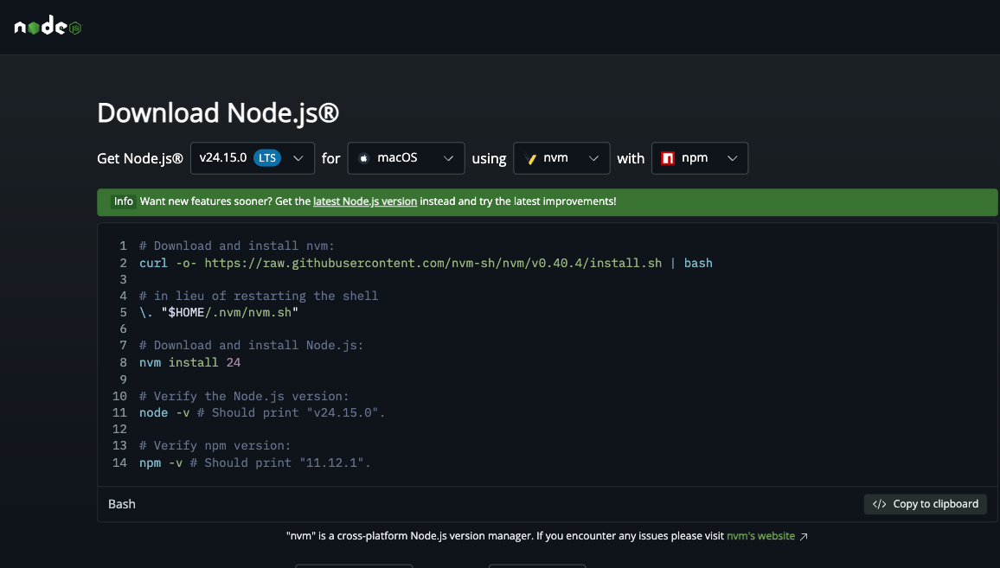 node JS
Download Node.js®
Get Node.js® v24.15.0 LTS for macOS using nvm with npm
Info Want new features sooner? Get the latest Node.js version instead and try the latest improvements!
1 # Download and install nvm:
2 curl -o- https://raw.githubusercontent.com/nvm-sh/nvm/v0.40.4/install.sh | bash
3
4 # in lieu of restarting the shell
5 \. "$HOME/.nvm/nvm.sh"
6
7 # Download and install Node.js:
8 nvm install 24
9
10 # Verify the Node.js version:
11 node -v # Should print "v24.15.0".
12
13 # Verify npm version:
14 npm -v # Should print "11.12.1".
Bash </> Copy to clipboard
"nvm" is a cross-platform Node.js version manager. If you encounter any issues please visit nvm's website ↗